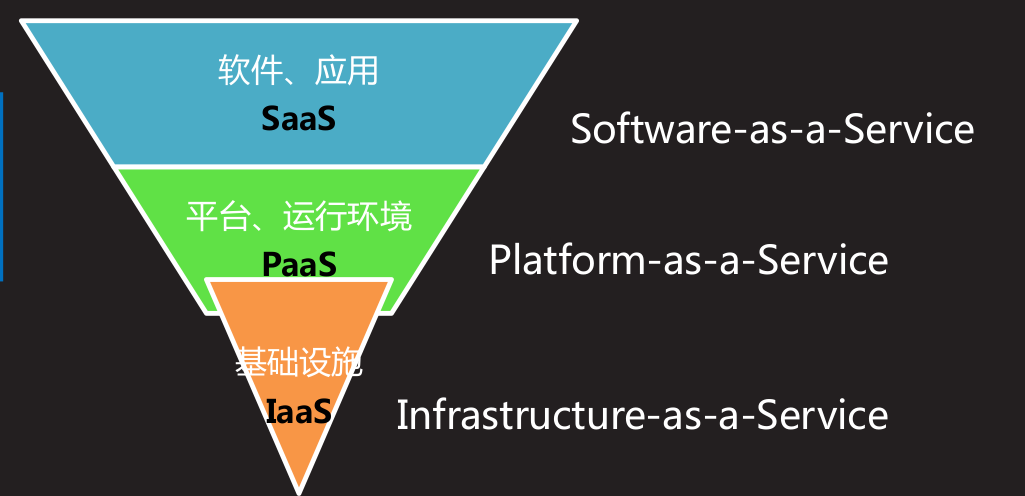 软件、应用
SaaS
Software-as-a-Service
平台、运行环境
PaaS
Platform-as-a-Service
基础设施
IaaS
Infrastructure-as-a-Service